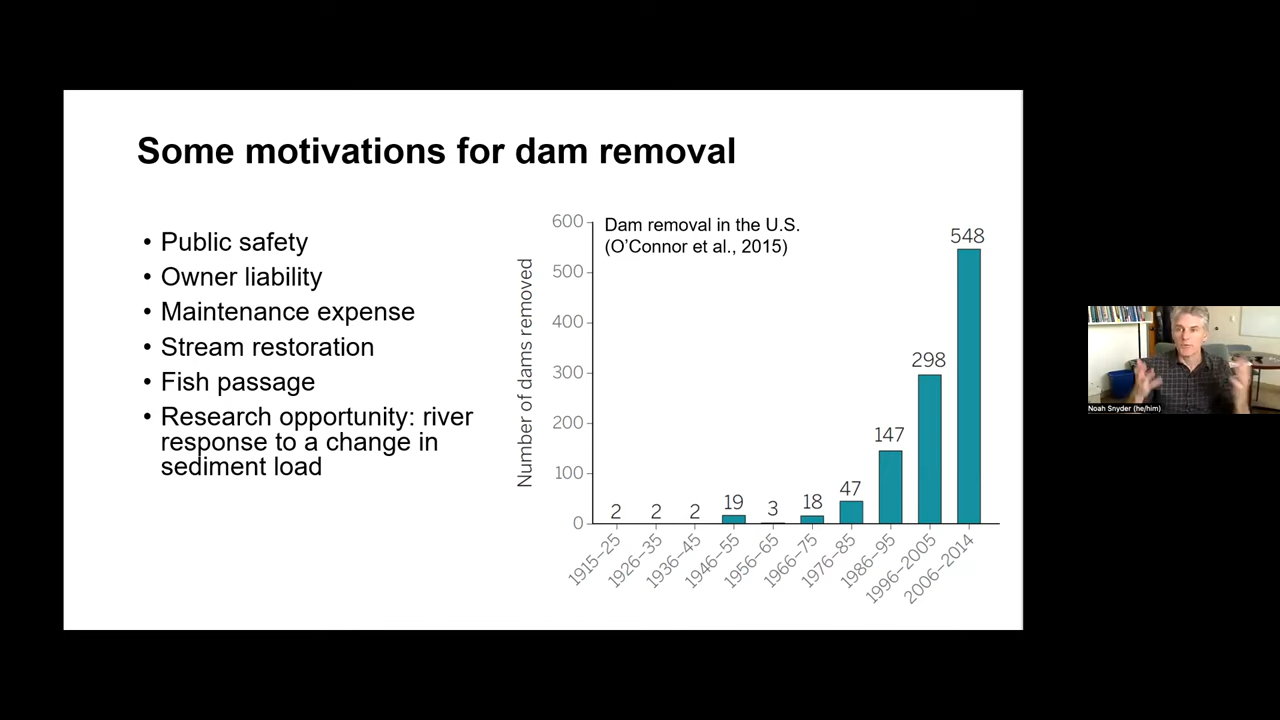 Some motivations for dam removal
• Public safety
• Owner liability
• Maintenance expense
• Stream restoration
• Fish passage
• Research opportunity: river
response to a change in
sediment load
Dam removal in the U.S.
(O'Connor et al., 2015)
Number of dams removed
600
500
400
300
200
100
0
2
2
2
19
3
18
47
147
298
548
1915–25
1926–35
1936–45
1946–55
1956–65
1966–75
1976–85
1986–95
1996–2005
2006–2014
Noah Snyder (he/him)